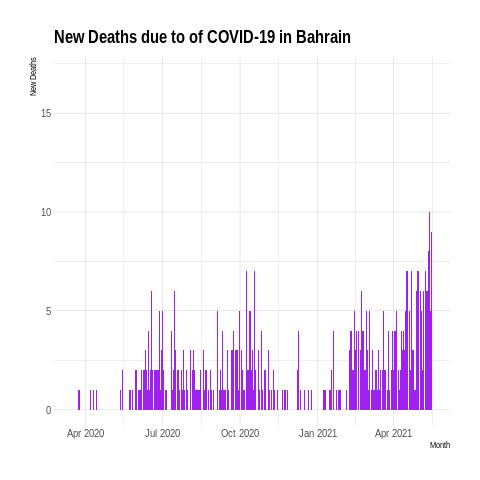 New Deaths due to of COVID-19 in Bahrain
New Deaths
15
10
5
0
Apr 2020 Jul 2020 Oct 2020 Jan 2021 Apr 2021
Month